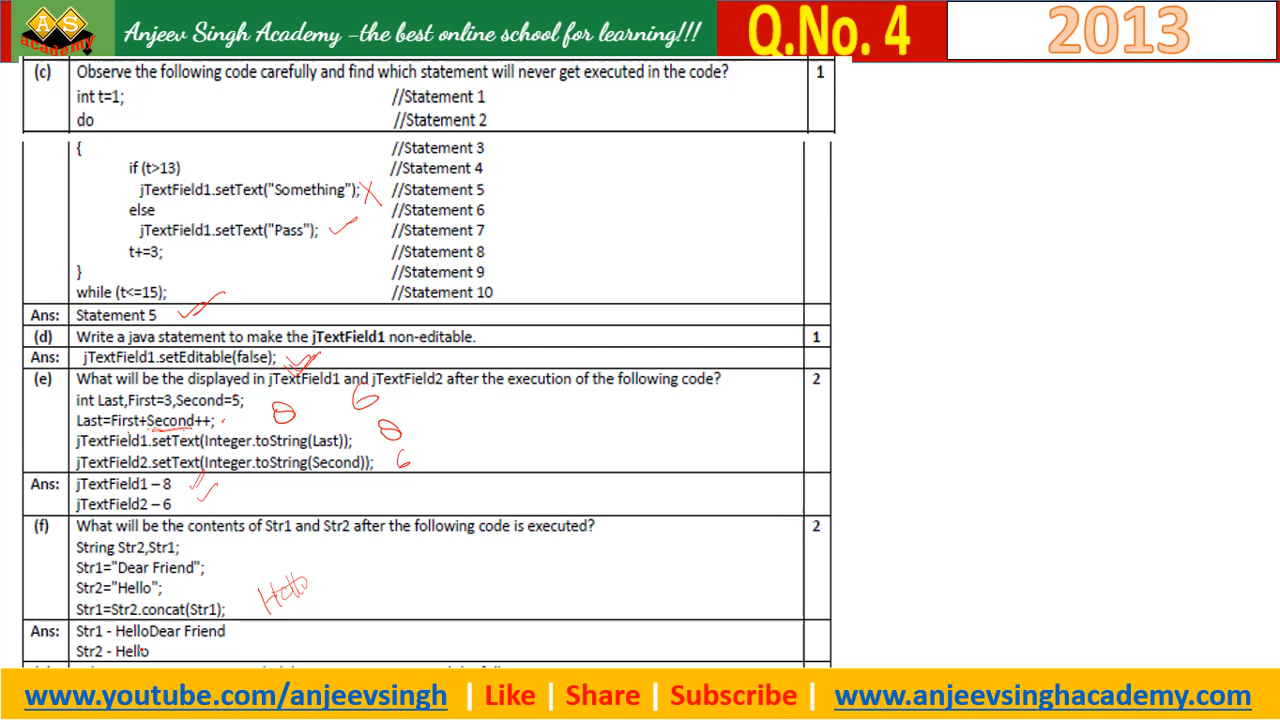 AS
academy
Anjeev Singh Academy –the best online school for learning!!!
Q.No. 4
2013
(c) Observe the following code carefully and find which statement will never get executed in the code? 1
int t=1; //Statement 1
do //Statement 2
{ //Statement 3
if (t>13) //Statement 4
jTextField1.setText("Something"); //Statement 5
else //Statement 6
jTextField1.setText("Pass"); //Statement 7
t+=3; //Statement 8
} //Statement 9
while (t<=15); //Statement 10
Ans: Statement 5
(d) Write a java statement to make the jTextField1 non-editable. 1
Ans: jTextField1.setEditable(false);
(e) What will be the displayed in jTextField1 and jTextField2 after the execution of the following code? 2
int Last,First=3,Second=5; 6
Last=First+Second++; 8
jTextField1.setText(Integer.toString(Last)); 8
jTextField2.setText(Integer.toString(Second)); 6
Ans: jTextField1 – 8
jTextField2 – 6
(f) What will be the contents of Str1 and Str2 after the following code is executed? 2
String Str2,Str1;
Str1="Dear Friend";
Str2="Hello"; Hello
Str1=Str2.concat(Str1);
Ans: Str1 - HelloDear Friend
Str2 - Hello
www.youtube.com/anjeevsingh | Like | Share | Subscribe | www.anjeevsinghacademy.com